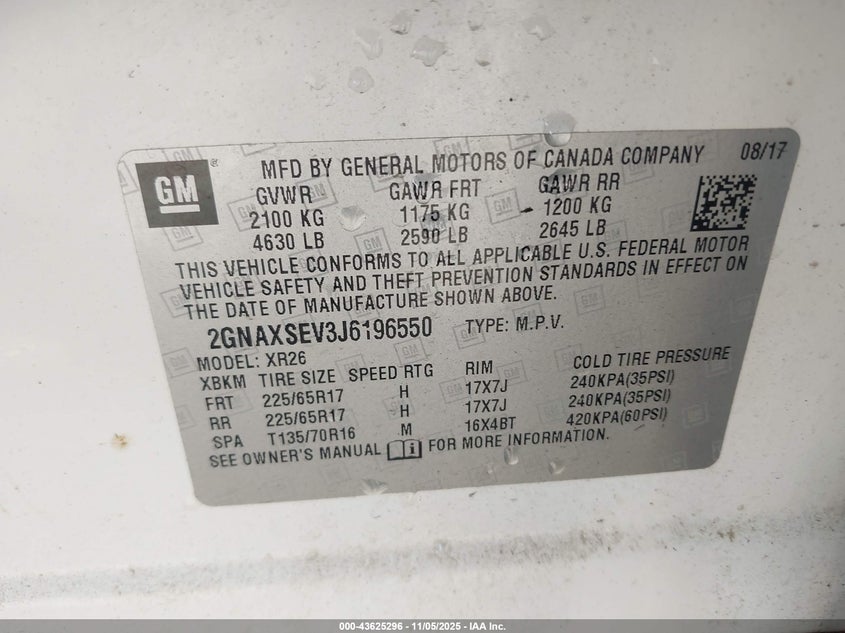 GM
MFD BY GENERAL MOTORS OF CANADA COMPANY 08/17
GVWR GAWR FRT GAWR RR
2100 KG 1175 KG 1200 KG
4630 LB 2590 LB 2645 LB
THIS VEHICLE CONFORMS TO ALL APPLICABLE U.S. FEDERAL MOTOR
VEHICLE SAFETY AND THEFT PREVENTION STANDARDS IN EFFECT ON
THE DATE OF MANUFACTURE SHOWN ABOVE.
2GNAXSEV3J6196550 TYPE: M.P.V.
MODEL: XR26
XBKM TIRE SIZE SPEED RTG RIM COLD TIRE PRESSURE
FRT 225/65R17 H 17X7J 240KPA(35PSI)
RR 225/65R17 H 17X7J 240KPA(35PSI)
SPA T135/70R16 M 16X4BT 420KPA(60PSI)
SEE OWNER'S MANUAL FOR MORE INFORMATION.
000-43625296 - 11/05/2025 - IAA Inc.